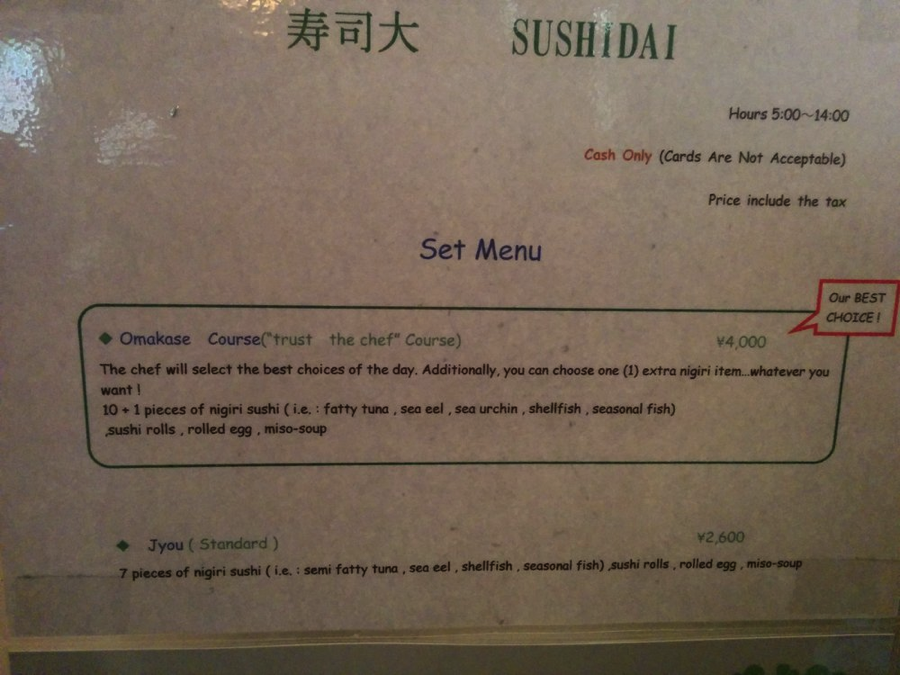 寿司大 SUSHIDAI
Hours 5:00～14:00
Cash Only (Cards Are Not Acceptable)
Price include the tax
Set Menu
Our BEST
CHOICE !
◆ Omakase Course("trust the chef" Course) ¥4,000
The chef will select the best choices of the day. Additionally, you can choose one (1) extra nigiri item...whatever you
want !
10 + 1 pieces of nigiri sushi ( i.e. : fatty tuna , sea eel , sea urchin , shellfish , seasonal fish)
,sushi rolls , rolled egg , miso-soup
◆ Jyou ( Standard ) ¥2,600
7 pieces of nigiri sushi ( i.e. : semi fatty tuna , sea eel , shellfish , seasonal fish) ,sushi rolls , rolled egg , miso-soup